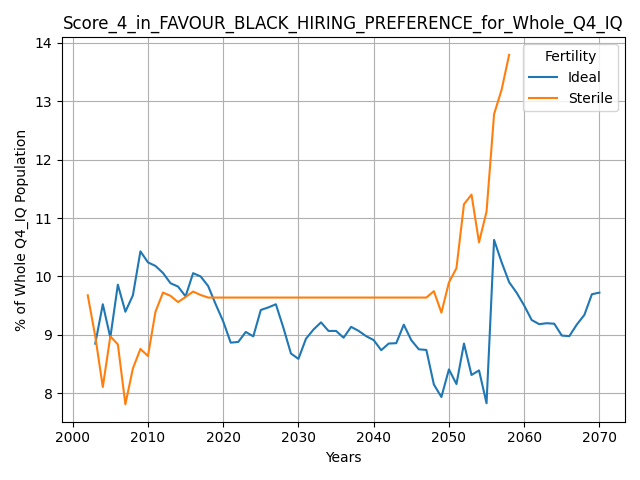 Score_4_in_FAVOUR_BLACK_HIRING_PREFERENCE_for_Whole_Q4_IQ
14
13
12
11
10
9
8
% of Whole Q4_IQ Population
Fertility
Ideal
Sterile
2000 2010 2020 2030 2040 2050 2060 2070
Years